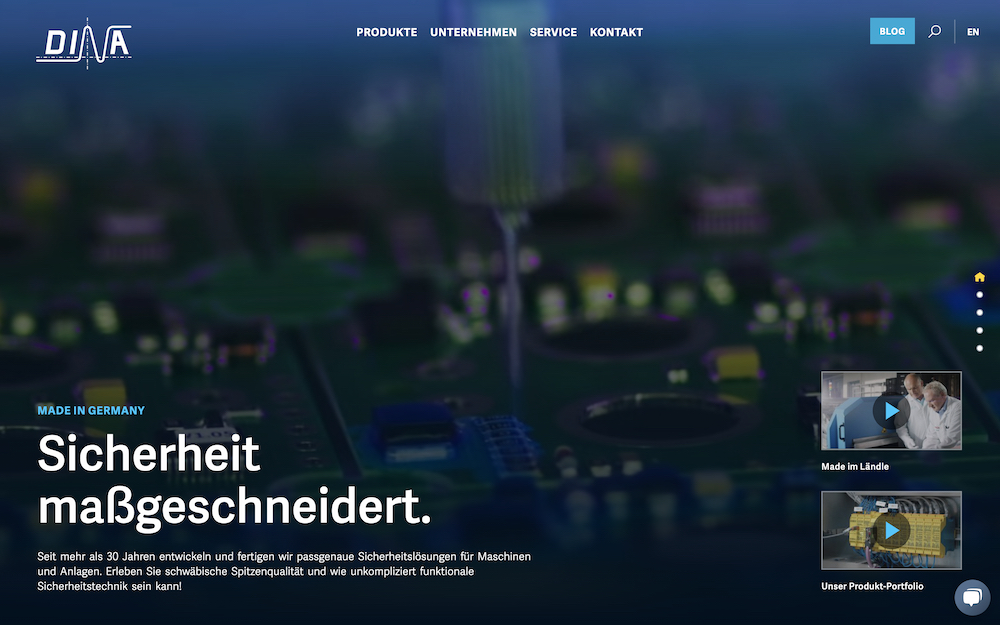 DINA
PRODUKTE UNTERNEHMEN SERVICE KONTAKT
BLOG
EN
MADE IN GERMANY
Sicherheit
maßgeschneidert.
Seit mehr als 30 Jahren entwickeln und fertigen wir passgenaue Sicherheitslösungen für Maschinen
und Anlagen. Erleben Sie schwäbische Spitzenqualität und wie unkompliziert funktionale
Sicherheitstechnik sein kann!
Made im Ländle
Unser Produkt-Portfolio